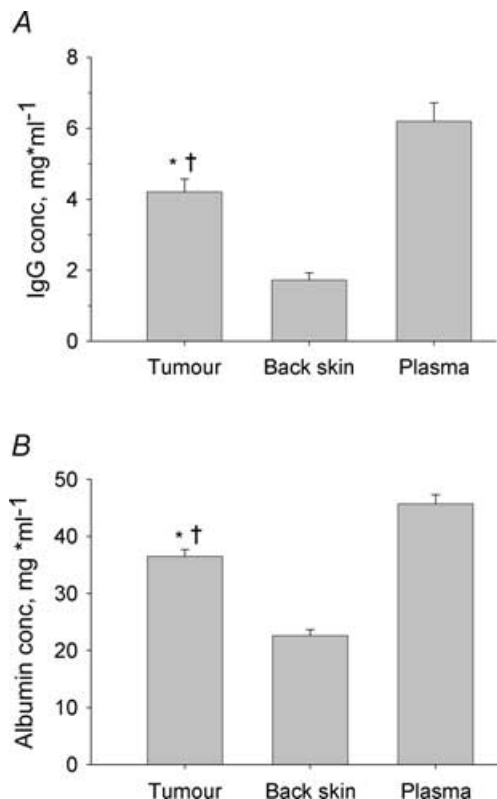 A
IgG conc, mg*ml-1
8
6
4
2
0
* †
Tumour Back skin Plasma
B
Albumin conc, mg *ml-1
50
40
30
20
10
0
* †
Tumour Back skin Plasma